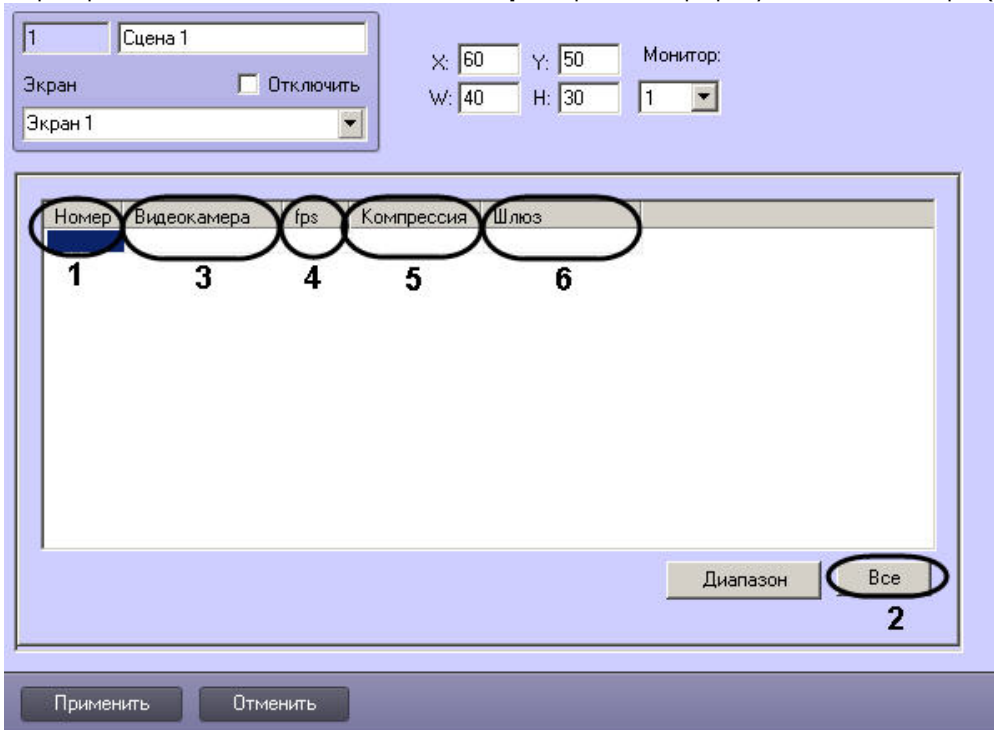 1 Сцена 1
Экран Отключить
Экран 1
X: 60 Y: 50 Монитор:
W: 40 H: 30 1
Номер Видеокамера fps Компрессия Шлюз
1 3 4 5 6
Диапазон Все
2
Применить Отменить